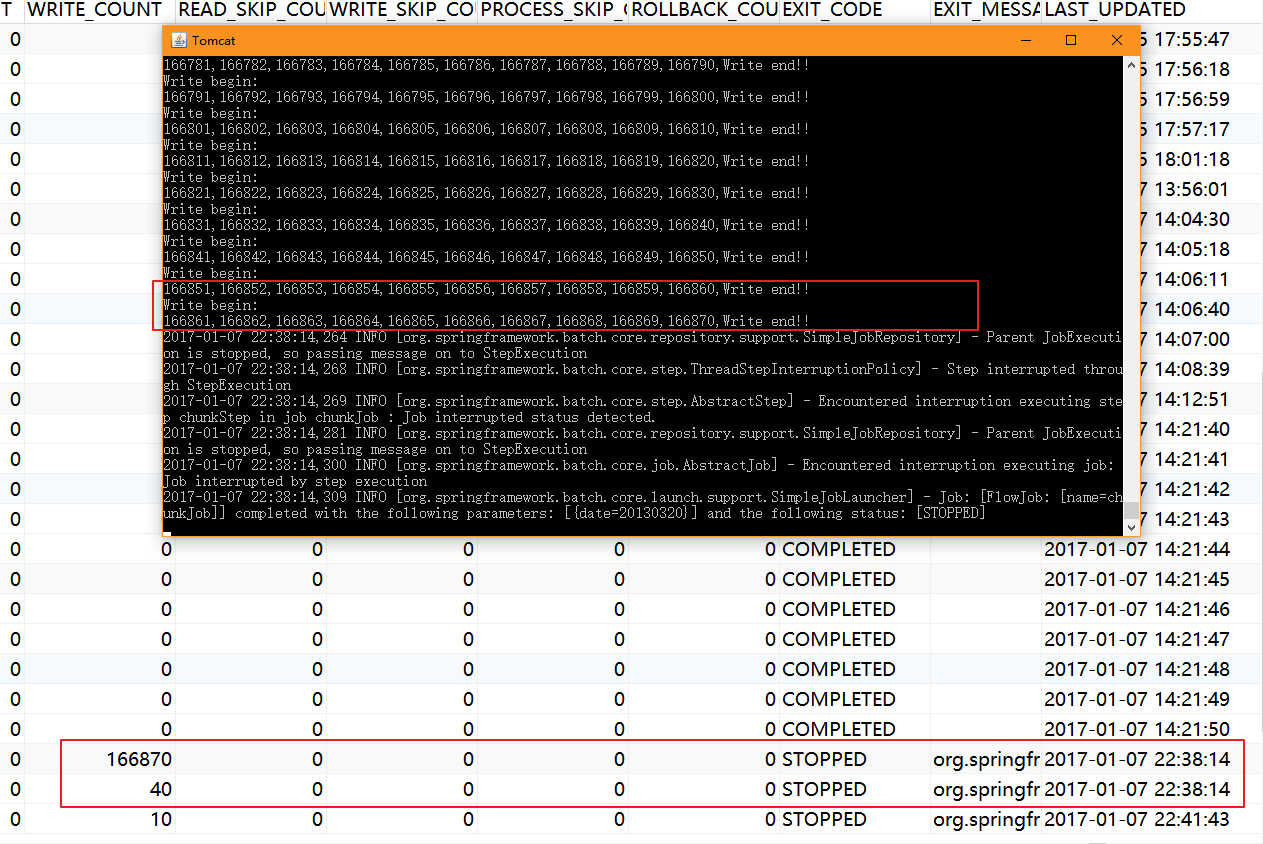 T WRITE_COUNT READ_SKIP_COU WRITE_SKIP_CO PROCESS_SKIP_ ROLLBACK_COU EXIT_CODE EXIT_MESSA LAST_UPDATED
Tomcat
0 5 17:55:47
0 7 17:56:18
0 5 17:56:59
0 5 17:57:17
0 5 18:01:18
0 7 13:56:01
0 7 14:04:30
0 7 14:05:18
0 7 14:06:11
0 7 14:06:40
0 7 14:07:00
0 7 14:08:39
0 7 14:12:51
0 7 14:21:40
0 7 14:21:41
0 7 14:21:42
0 7 14:21:43
166781,166782,166783,166784,166785,166786,166787,166788,166789,166790,Write end!!
Write begin:
166791,166792,166793,166794,166795,166796,166797,166798,166799,166800,Write end!!
Write begin:
166801,166802,166803,166804,166805,166806,166807,166808,166809,166810,Write end!!
Write begin:
166811,166812,166813,166814,166815,166816,166817,166818,166819,166820,Write end!!
Write begin:
166821,166822,166823,166824,166825,166826,166827,166828,166829,166830,Write end!!
Write begin:
166831,166832,166833,166834,166835,166836,166837,166838,166839,166840,Write end!!
Write begin:
166841,166842,166843,166844,166845,166846,166847,166848,166849,166850,Write end!!
Write begin:
166851,166852,166853,166854,166855,166856,166857,166858,166859,166860,Write end!!
Write begin:
166861,166862,166863,166864,166865,166866,166867,166868,166869,166870,Write end!!
2017-01-07 22:38:14,264 INFO [org.springframework.batch.core.repository.support.SimpleJobRepository] - Parent JobExecuti
on is stopped, so passing message on to StepExecution
2017-01-07 22:38:14,268 INFO [org.springframework.batch.core.step.ThreadStepInterruptionPolicy] - Step interrupted throu
gh StepExecution
2017-01-07 22:38:14,269 INFO [org.springframework.batch.core.step.AbstractStep] - Encountered interruption executing ste
p chunkStep in job chunkJob : Job interrupted status detected.
2017-01-07 22:38:14,281 INFO [org.springframework.batch.core.repository.support.SimpleJobRepository] - Parent JobExecuti
on is stopped, so passing message on to StepExecution
2017-01-07 22:38:14,300 INFO [org.springframework.batch.core.job.AbstractJob] - Encountered interruption executing job:
Job interrupted by step execution
2017-01-07 22:38:14,309 INFO [org.springframework.batch.core.launch.support.SimpleJobLauncher] - Job: [FlowJob: [name=ch
unkJob]] completed with the following parameters: [{date=20130320}] and the following status: [STOPPED]
0 0 0 0 0 0 COMPLETED 2017-01-07 14:21:44
0 0 0 0 0 0 COMPLETED 2017-01-07 14:21:45
0 0 0 0 0 0 COMPLETED 2017-01-07 14:21:46
0 0 0 0 0 0 COMPLETED 2017-01-07 14:21:47
0 0 0 0 0 0 COMPLETED 2017-01-07 14:21:48
0 0 0 0 0 0 COMPLETED 2017-01-07 14:21:49
0 0 0 0 0 0 COMPLETED 2017-01-07 14:21:50
0 166870 0 0 0 0 STOPPED org.springfr 2017-01-07 22:38:14
0 40 0 0 0 0 STOPPED org.springfr 2017-01-07 22:38:14
0 10 0 0 0 0 STOPPED org.springfr 2017-01-07 22:41:43